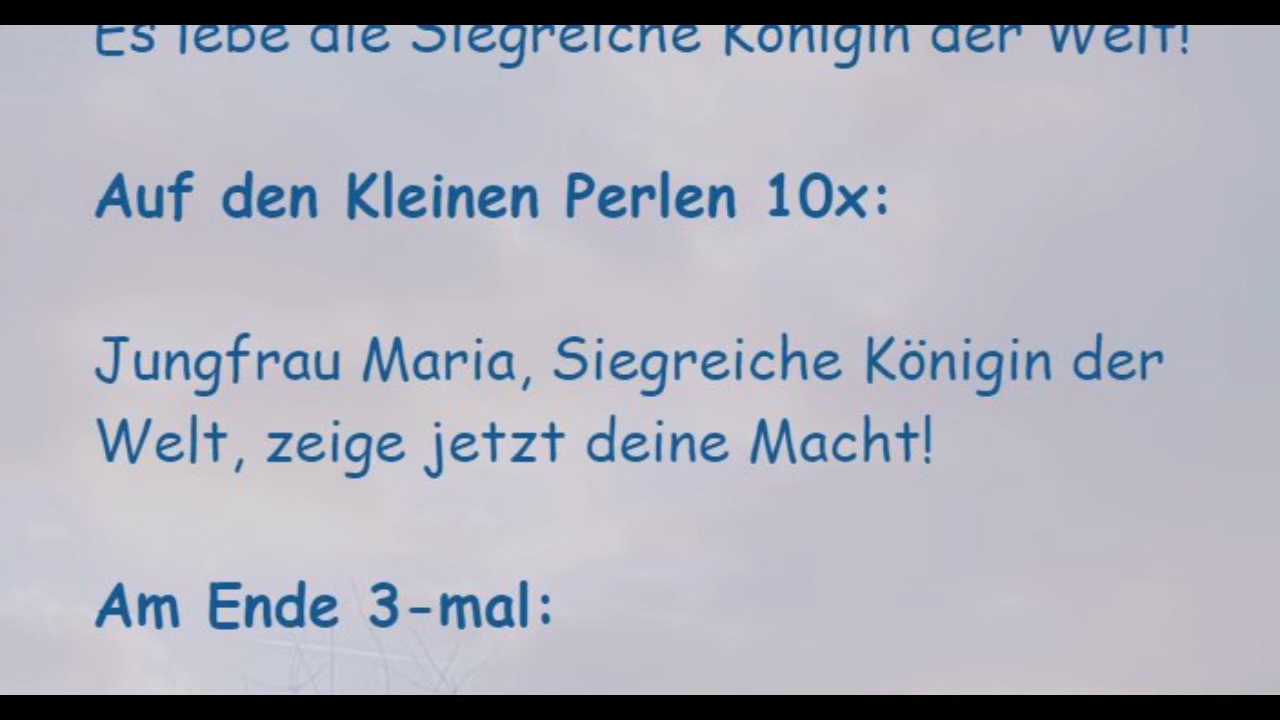 Es lebe die Siegreiche Königin der Welt!
Auf den Kleinen Perlen 10x:
Jungfrau Maria, Siegreiche Königin der
Welt, zeige jetzt deine Macht!
Am Ende 3-mal: